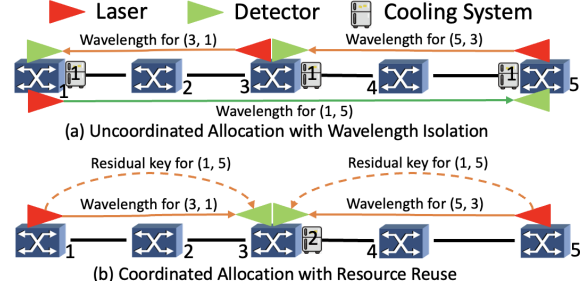 Laser Detector Cooling System
Wavelength for (3, 1) Wavelength for (5, 3)
1 1 1
1 2 3 4 5
Wavelength for (1, 5)
(a) Uncoordinated Allocation with Wavelength Isolation
Residual key for (1, 5) Residual key for (1, 5)
Wavelength for (3, 1) Wavelength for (5, 3)
2
1 2 3 4 5
(b) Coordinated Allocation with Resource Reuse